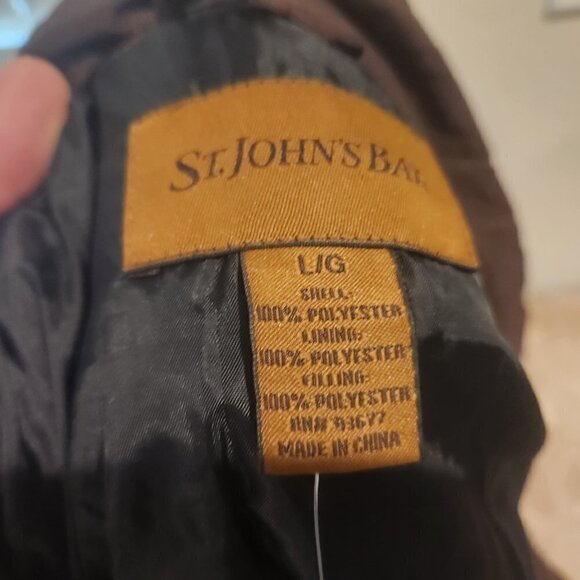 ST. JOHN'S BAY
L/G
SHELL:
100% POLYESTER
LINING:
100% POLYESTER
FILLING:
100% POLYESTER
RN# 93677
MADE IN CHINA